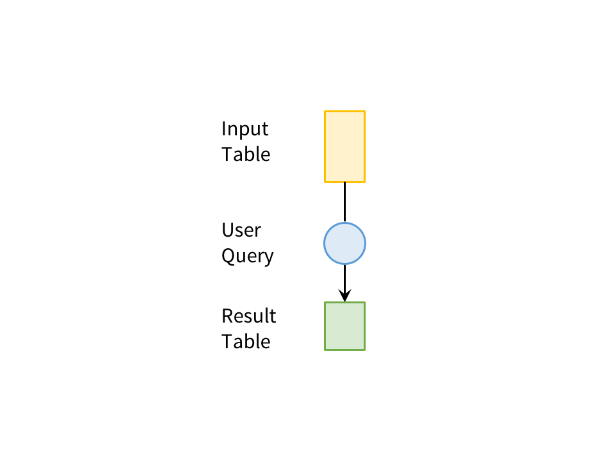 Input
Table
User
Query
Result
Table